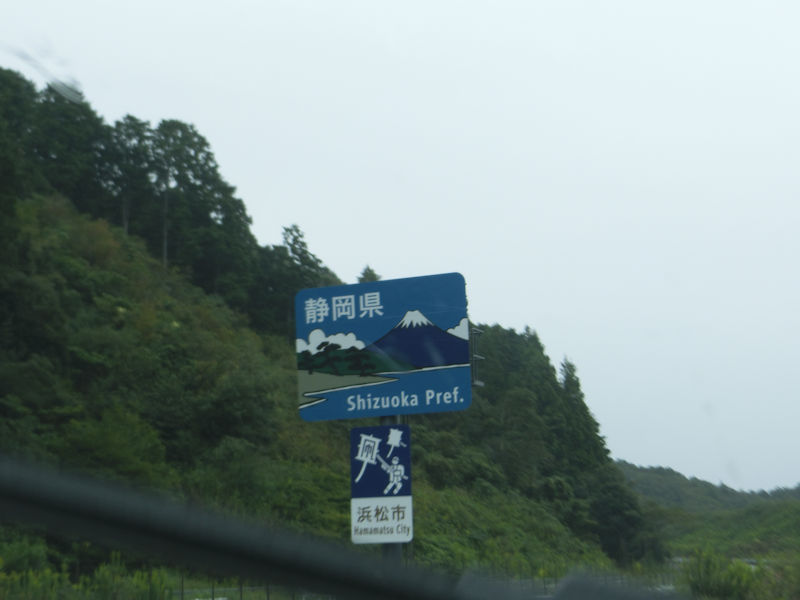 静岡県
Shizuoka Pref.
浜松市
Hamamatsu City